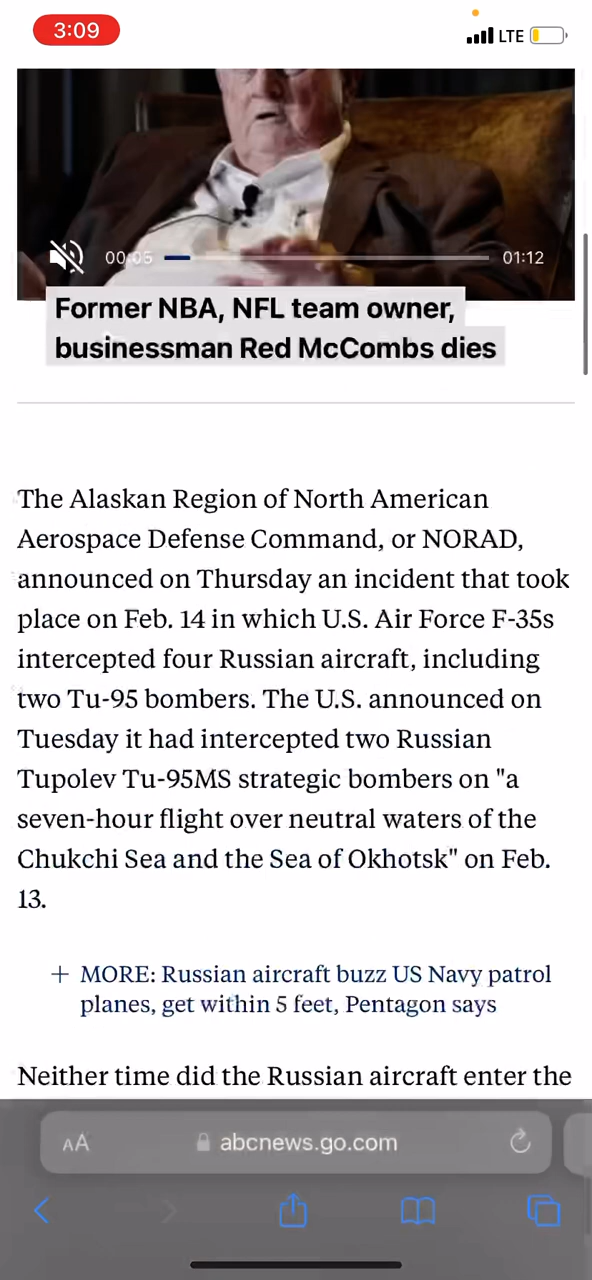 3:09
LTE
00:05
01:12
Former NBA, NFL team owner,
businessman Red McCombs dies
The Alaskan Region of North American
Aerospace Defense Command, or NORAD,
announced on Thursday an incident that took
place on Feb. 14 in which U.S. Air Force F-35s
intercepted four Russian aircraft, including
two Tu-95 bombers. The U.S. announced on
Tuesday it had intercepted two Russian
Tupolev Tu-95MS strategic bombers on "a
seven-hour flight over neutral waters of the
Chukchi Sea and the Sea of Okhotsk" on Feb.
13.
+ MORE: Russian aircraft buzz US Navy patrol
planes, get within 5 feet, Pentagon says
Neither time did the Russian aircraft enter the
AA abcnews.go.com